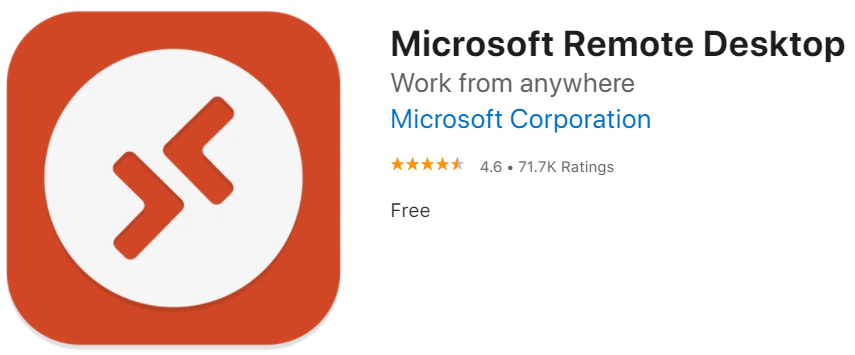 Microsoft Remote Desktop
Work from anywhere
Microsoft Corporation
4.6 • 71.7K Ratings
Free